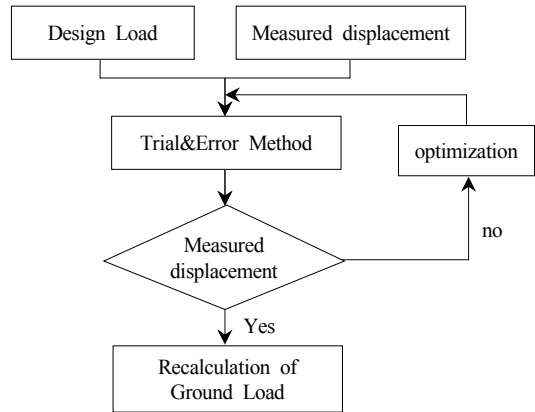 Design Load
Measured displacement
Trial&Error Method
optimization
Measured
displacement
no
Yes
Recalculation of
Ground Load